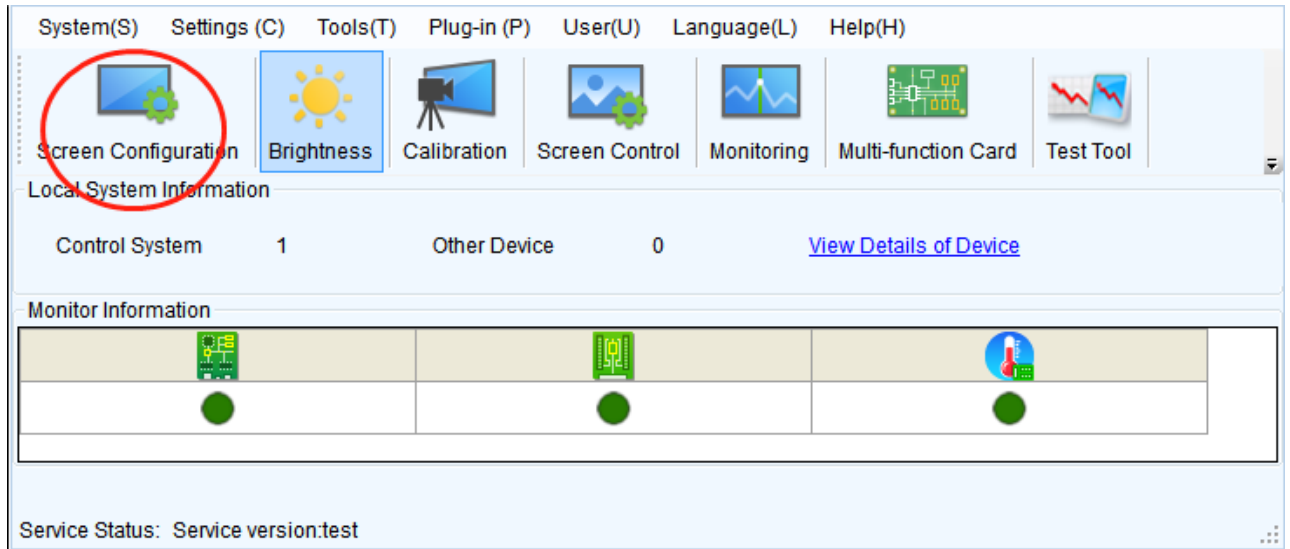 System(S) Settings (C) Tools(T) Plug-in (P) User(U) Language(L) Help(H)
Screen Configuration Brightness Calibration Screen Control Monitoring Multi-function Card Test Tool
Local System Information
Control System 1 Other Device 0 View Details of Device
Monitor Information
Service Status: Service version:test